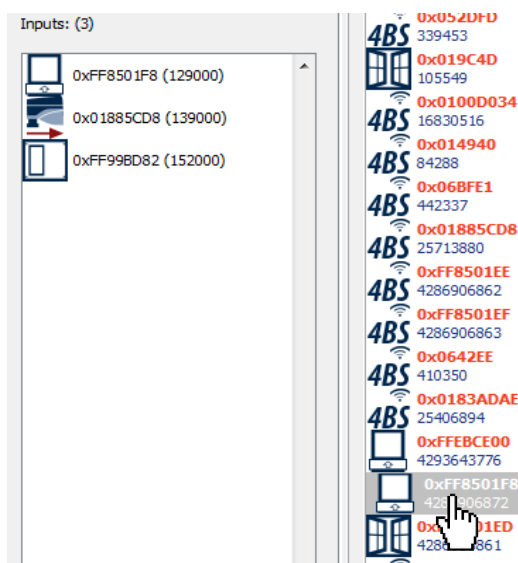 Inputs: (3)
0xFF8501F8 (129000)
0x01885CD8 (139000)
0xFF99BD82 (152000)
0x052DFD
4BS 339453
0x019C4D
105549
0x0100D034
4BS 16830516
0x014940
4BS 84288
0x06BFE1
4BS 442337
0x01885CD8
4BS 25713880
0xFF8501EE
4BS 4286906862
0xFF8501EF
4BS 4286906863
0x0642EE
4BS 410350
0x0183ADAE
4BS 25406894
0xFFEBCE00
4293643776
0xFF8501F8